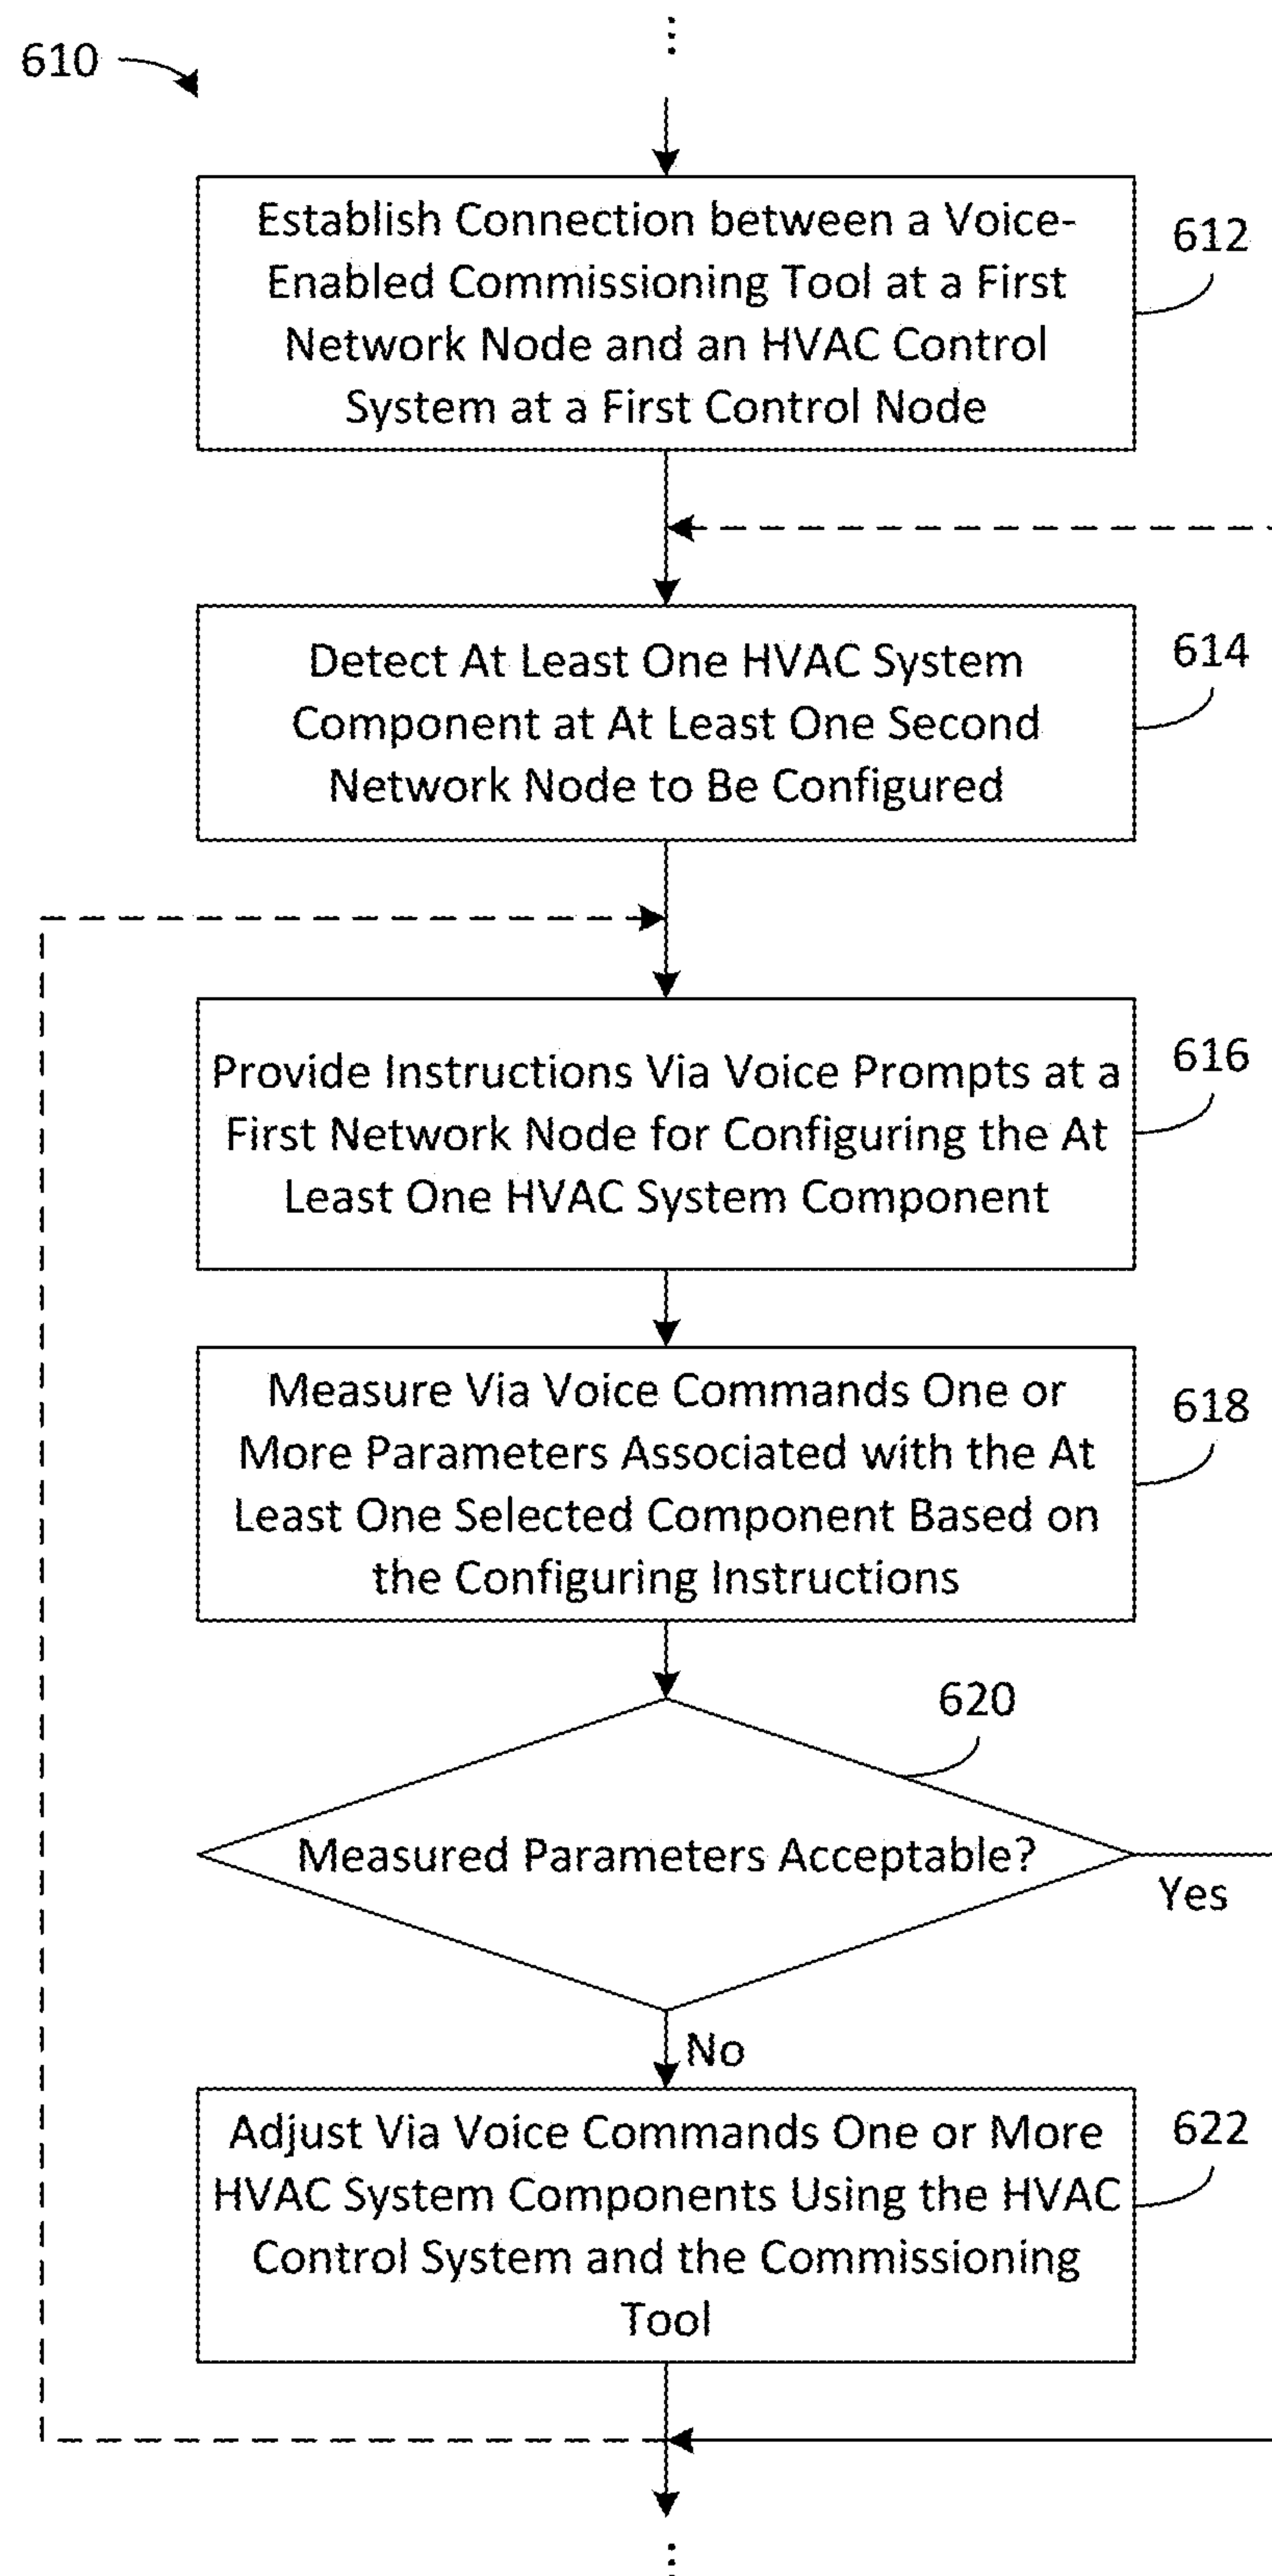 610
Establish Connection between a Voice-
Enabled Commissioning Tool at a First
Network Node and an HVAC Control
System at a First Control Node
612
Detect At Least One HVAC System
Component at At Least One Second
Network Node to Be Configured
614
Provide Instructions Via Voice Prompts at a
First Network Node for Configuring the At
Least One HVAC System Component
616
Measure Via Voice Commands One or
More Parameters Associated with the At
Least One Selected Component Based on
the Configuring Instructions
618
620
Measured Parameters Acceptable?
Yes
No
Adjust Via Voice Commands One or More
HVAC System Components Using the HVAC
Control System and the Commissioning
Tool
622